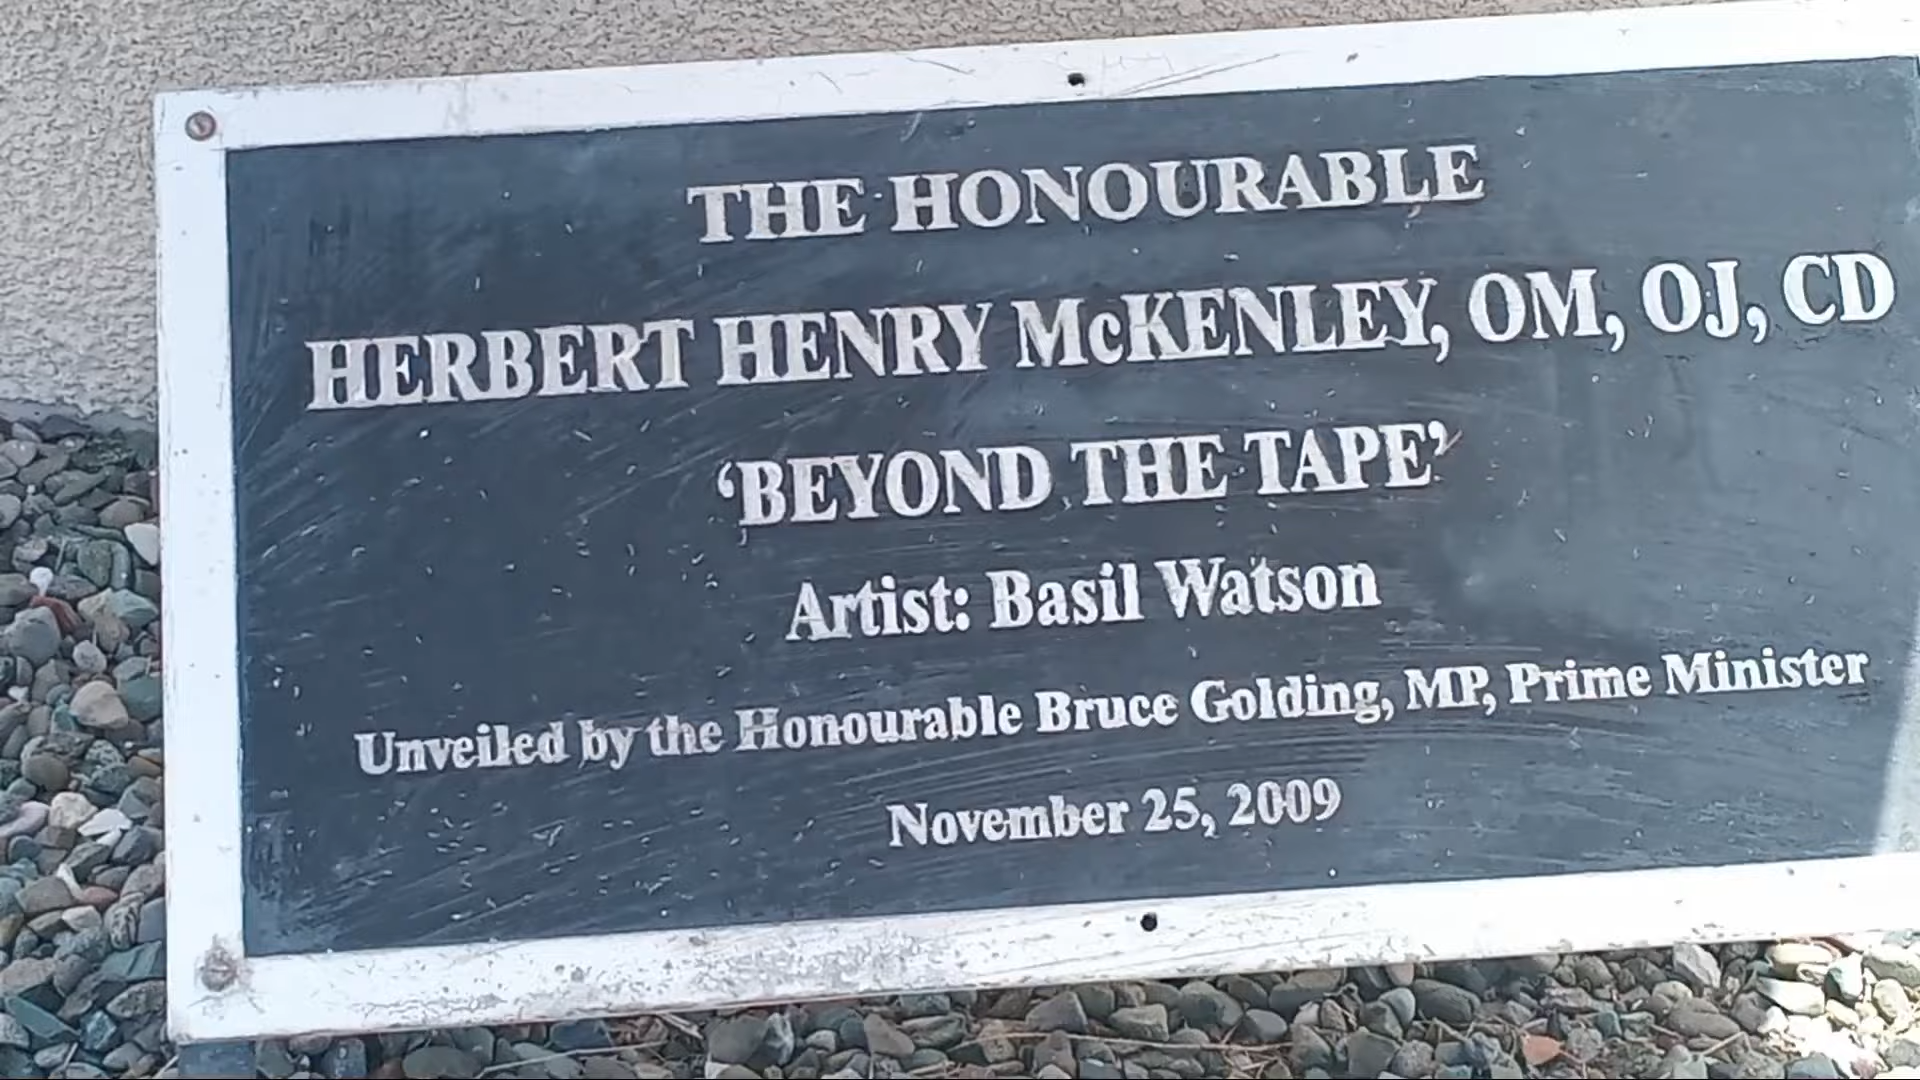 THE HONOURABLE
HERBERT HENRY McKENLEY, OM, OJ, CD
‘BEYOND THE TAPE’
Artist: Basil Watson
Unveiled by the Honourable Bruce Golding, MP, Prime Minister
November 25, 2009